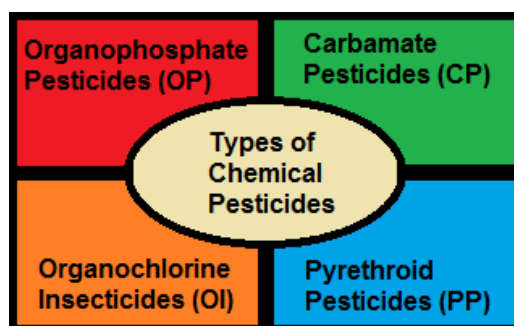 Organophosphate
Pesticides (OP)
Carbamate
Pesticides (CP)
Types of
Chemical
Pesticides
Organochlorine
Insecticides (OI)
Pyrethroid
Pesticides (PP)